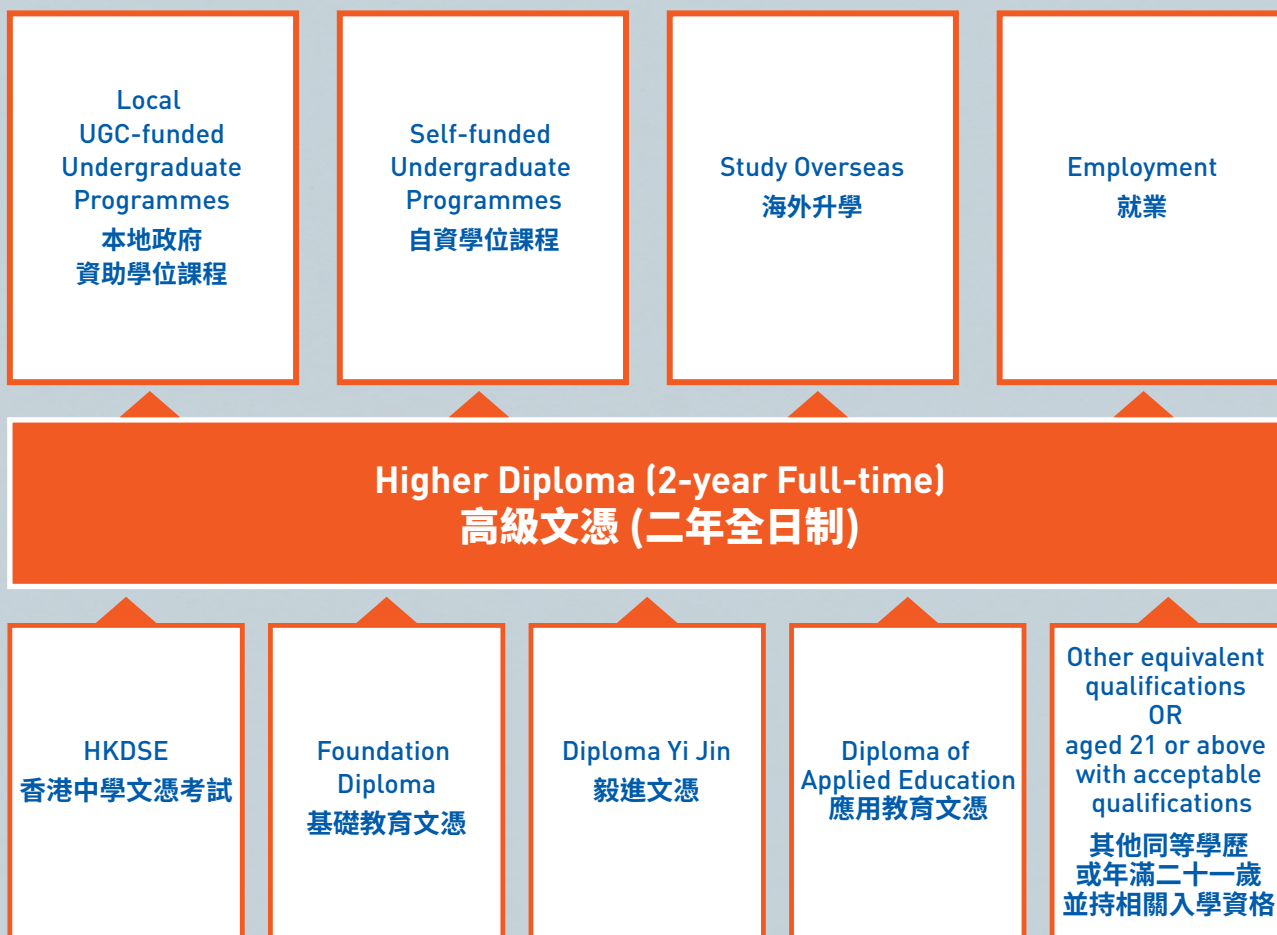 Local
UGC-funded
Undergraduate
Programmes
本地政府
資助學位課程
Self-funded
Undergraduate
Programmes
自資學位課程
Study Overseas
海外升學
Employment
就業
Higher Diploma (2-year Full-time)
高級文憑 (二年全日制)
HKDSE
香港中學文憑考試
Foundation
Diploma
基礎教育文憑
Diploma Yi Jin
毅進文憑
Diploma of
Applied Education
應用教育文憑
Other equivalent
qualifications
OR
aged 21 or above
with acceptable
qualifications
其他同等學歷
或年滿二十一歲
並持相關入學資格